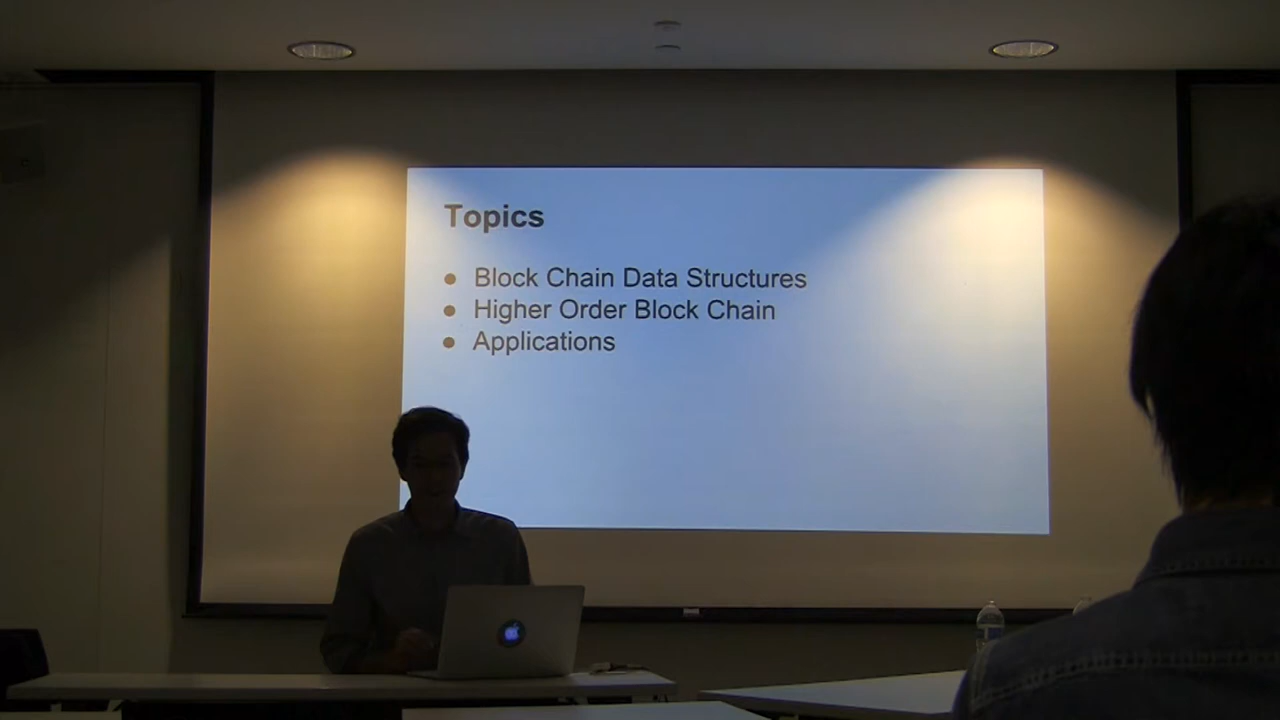 Topics
● Block Chain Data Structures
● Higher Order Block Chain
● Applications